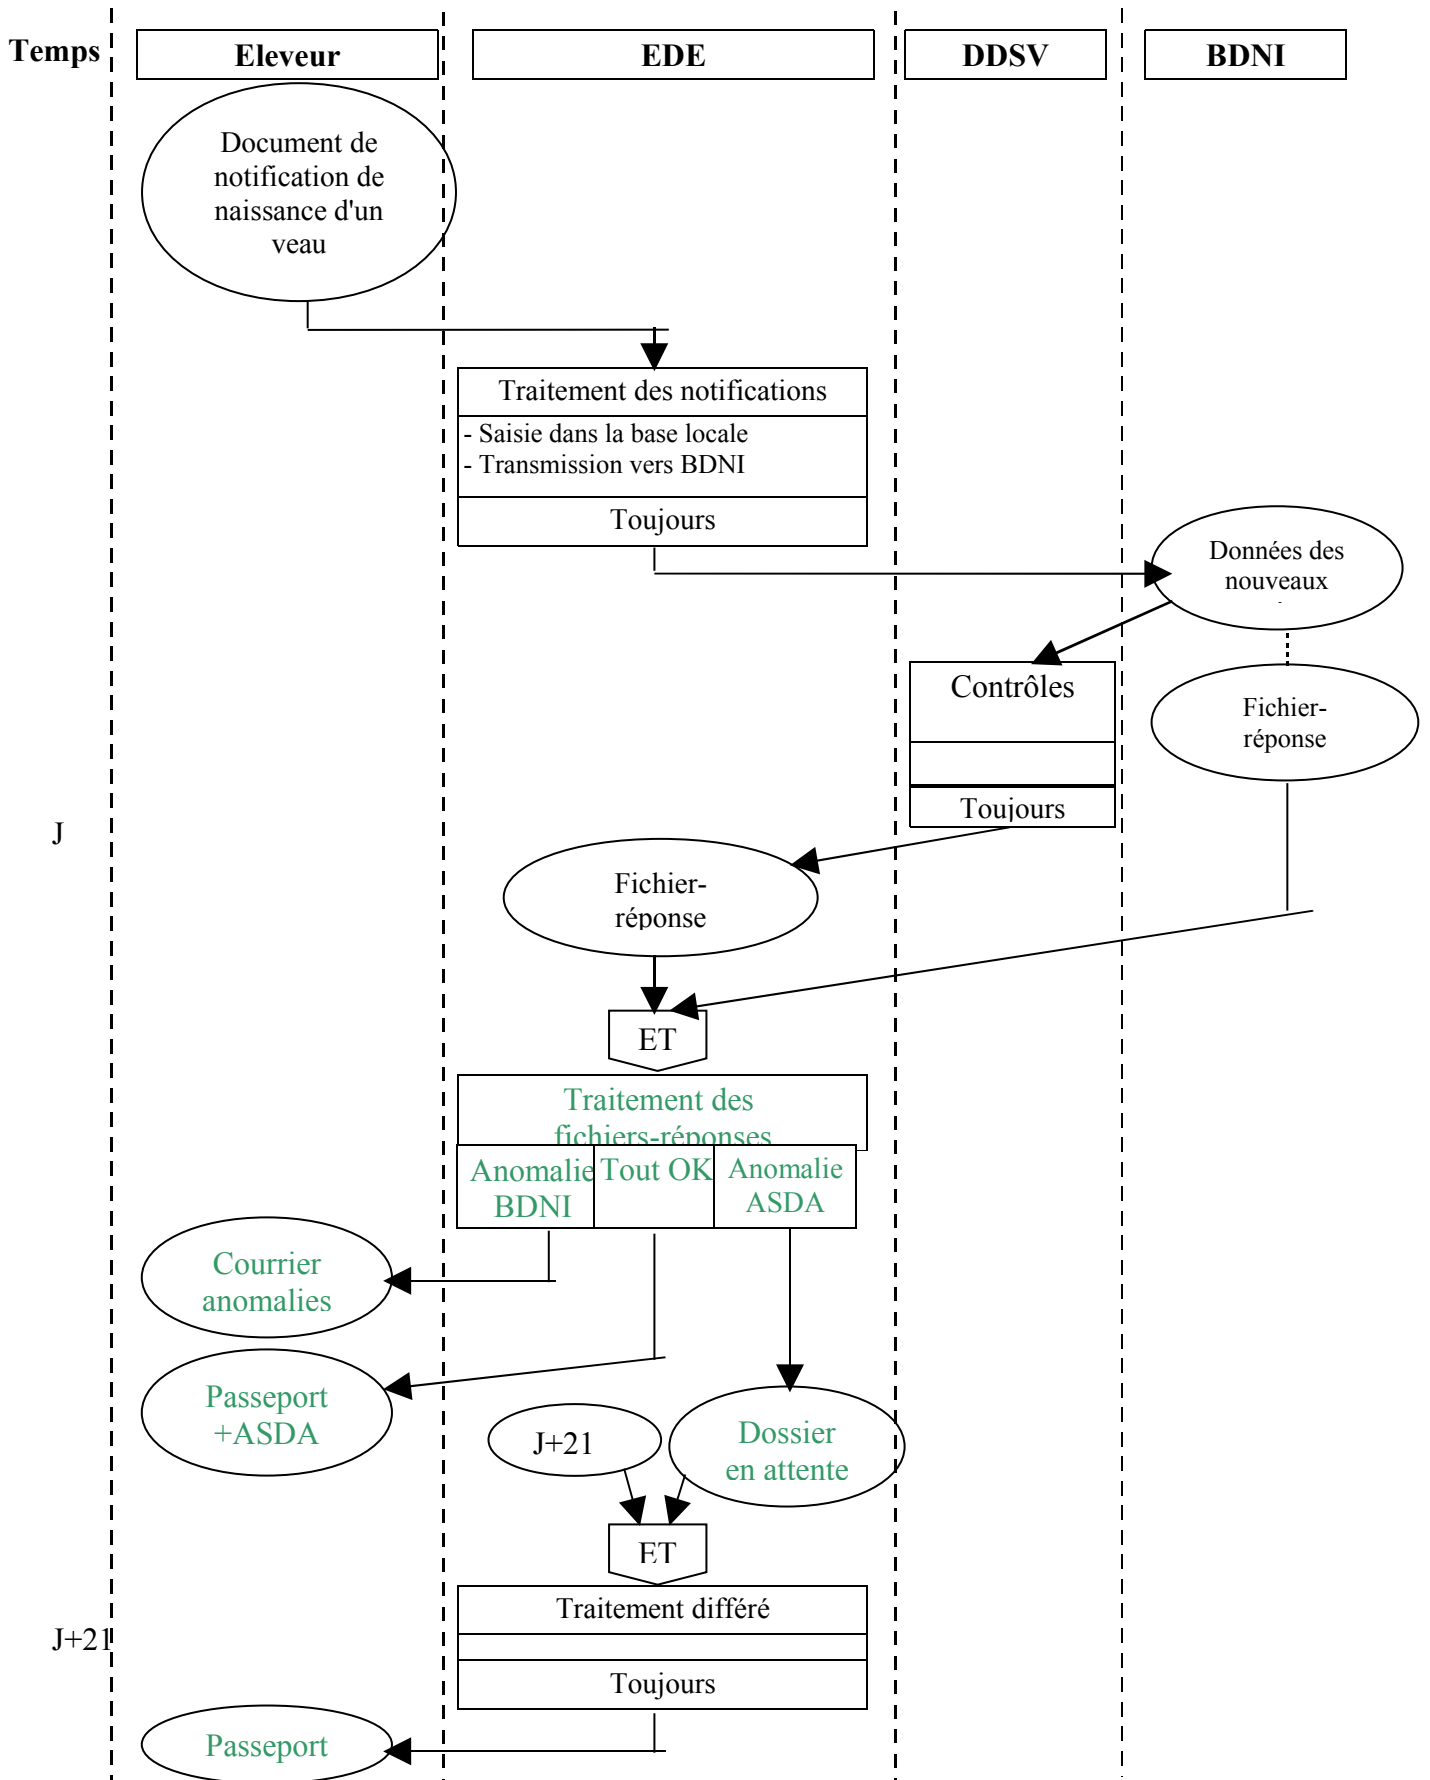 Temps
Eleveur
EDE
DDSV
BDNI
Document de
notification de
naissance d'un
veau
Traitement des notifications
- Saisie dans la base locale
- Transmission vers BDNI
Toujours
Données des
nouveaux
Contrôles
Toujours
Fichier-
réponse
J
Fichier-
réponse
ET
Traitement des
fichiers-réponses
Anomalie
BDNI
Tout OK
Anomalie
ASDA
Courrier
anomalies
Passeport
+ASDA
J+21
Dossier
en attente
ET
Traitement différé
J+21
Toujours
Passeport